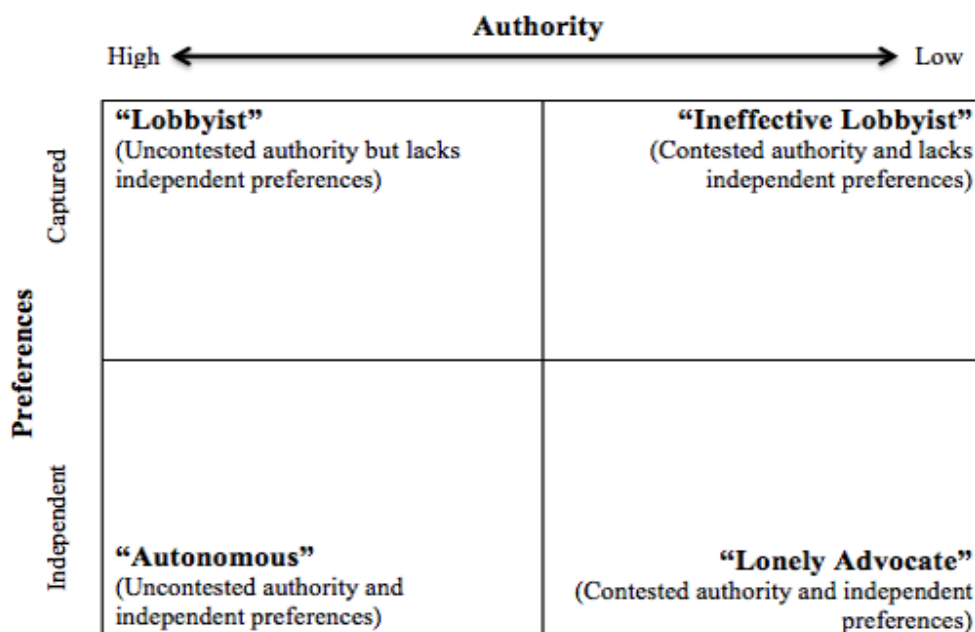 Authority
High
Low
“Lobbyist”
(Uncontested authority but lacks
independent preferences)
“Ineffective Lobbyist”
(Contested authority and lacks
independent preferences)
Captured
Preferences
Independent
“Autonomous”
(Uncontested authority and
independent preferences)
“Lonely Advocate”
(Contested authority and independent
preferences)